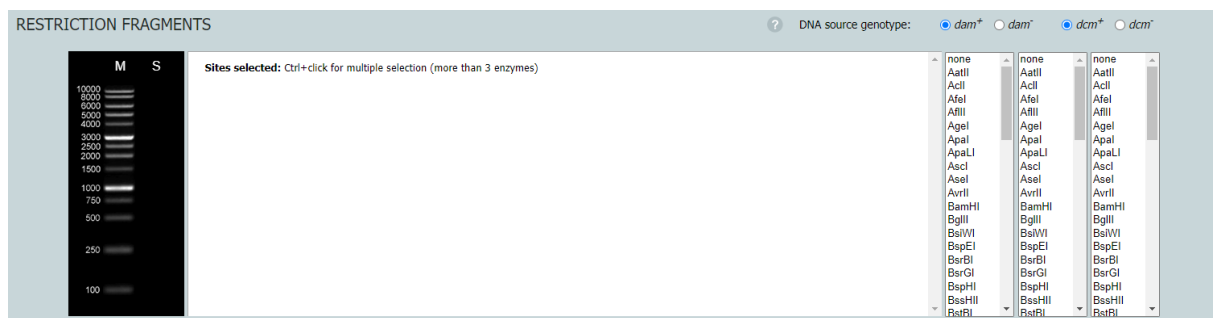 RESTRICTION FRAGMENTS
? DNA source genotype: dam+ dam- dcm+ dcm-
M S
Sites selected: Ctrl+click for multiple selection (more than 3 enzymes)
10000
8000
6000
5000
4000
3000
2500
2000
1500
1000
750
500
250
100
none
AatII
AclI
AfeI
AflII
AgeI
ApaI
ApaLI
AscI
AseI
AvrII
BamHI
BglII
BsiWI
BspEI
BsrBI
BsrGI
BspHI
BssHII
BstBI
none
AatII
AclI
AfeI
AflII
AgeI
ApaI
ApaLI
AscI
AseI
AvrII
BamHI
BglII
BsiWI
BspEI
BsrBI
BsrGI
BspHI
BssHII
BstBI
none
AatII
AclI
AfeI
AflII
AgeI
ApaI
ApaLI
AscI
AseI
AvrII
BamHI
BglII
BsiWI
BspEI
BsrBI
BsrGI
BspHI
BssHII
BstBI